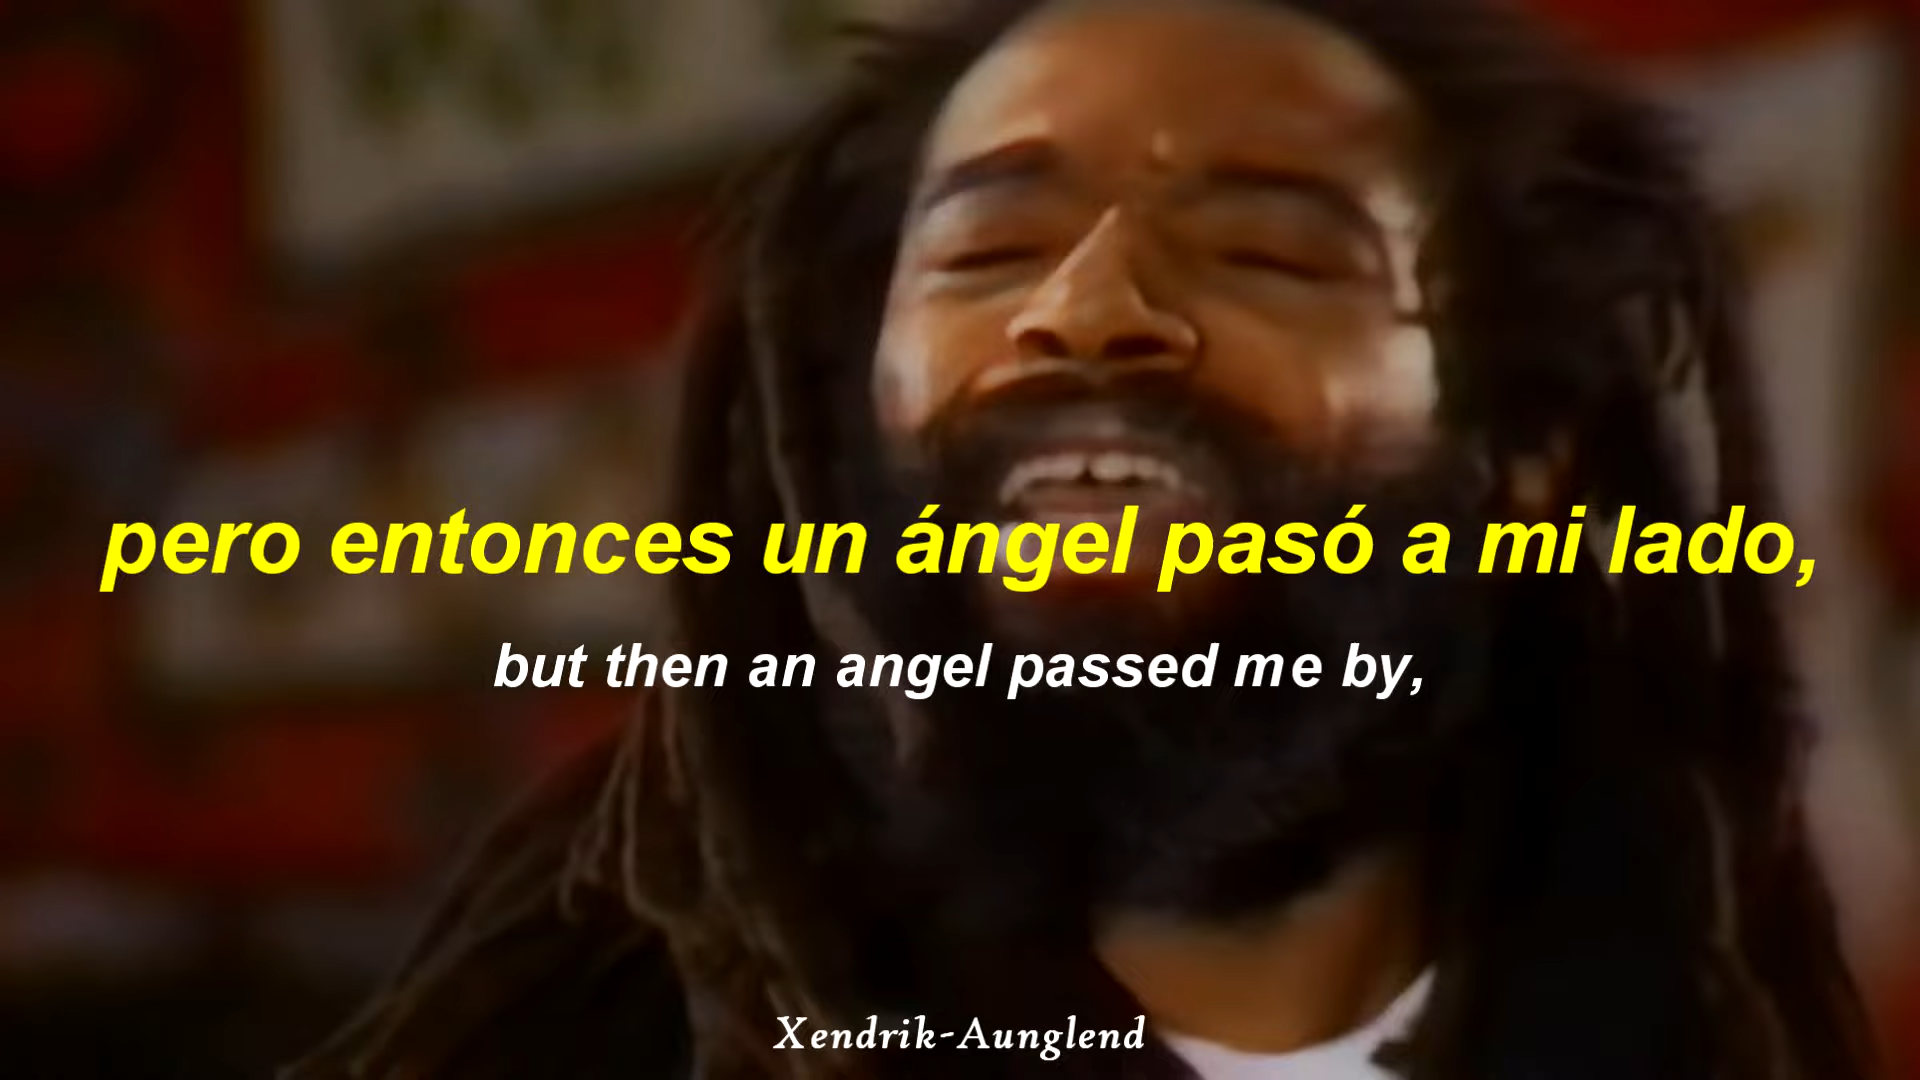 pero entonces un ángel pasó a mi lado,
but then an angel passed me by,
Xendrik-Aunglend